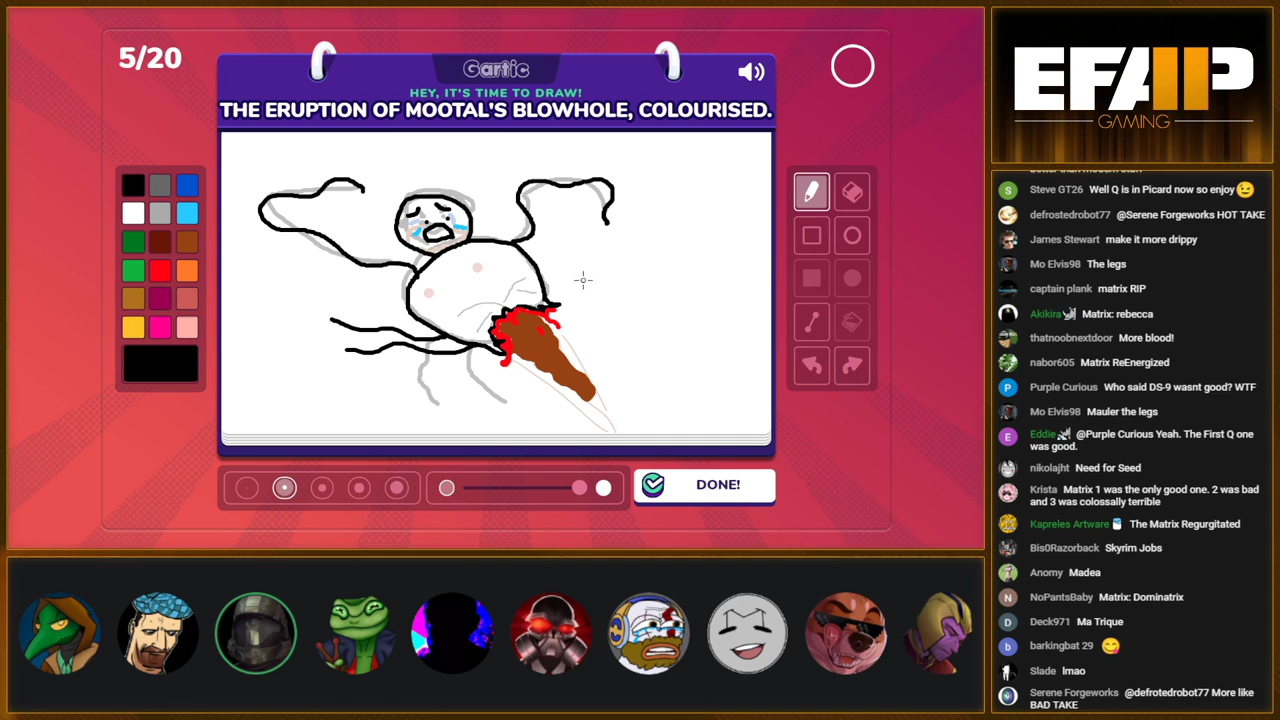 5/20
Gartic
HEY, IT'S TIME TO DRAW!
THE ERUPTION OF MOOTAL'S BLOWHOLE, COLOURISED.
DONE!
EFAP
GAMING
Steve GT26 Well Q is in Picard now so enjoy
defrostedrobot77 @Serene Forgeworks HOT TAKE
James Stewart make it more drippy
Mo Elvis98 The legs
captain plank matrix RIP
Akikira Matrix: rebecca
thatnoobnextdoor More blood!
nabor605 Matrix ReEnergized
Purple Curious Who said DS-9 wasnt good? WTF
Mo Elvis98 Mauler the legs
Eddie @Purple Curious Yeah. The First Q one
was good.
nikolajht Need for Seed
Krista Matrix 1 was the only good one. 2 was bad
and 3 was colossally terrible
Kapreles Artware The Matrix Regurgitated
Bis0Razorback Skyrim Jobs
Anomy Madea
NoPantsBaby Matrix: Dominatrix
Deck971 Ma Trique
barkingbat 29
Slade lmao
Serene Forgeworks @defrotedrobot77 More like
BAD TAKE